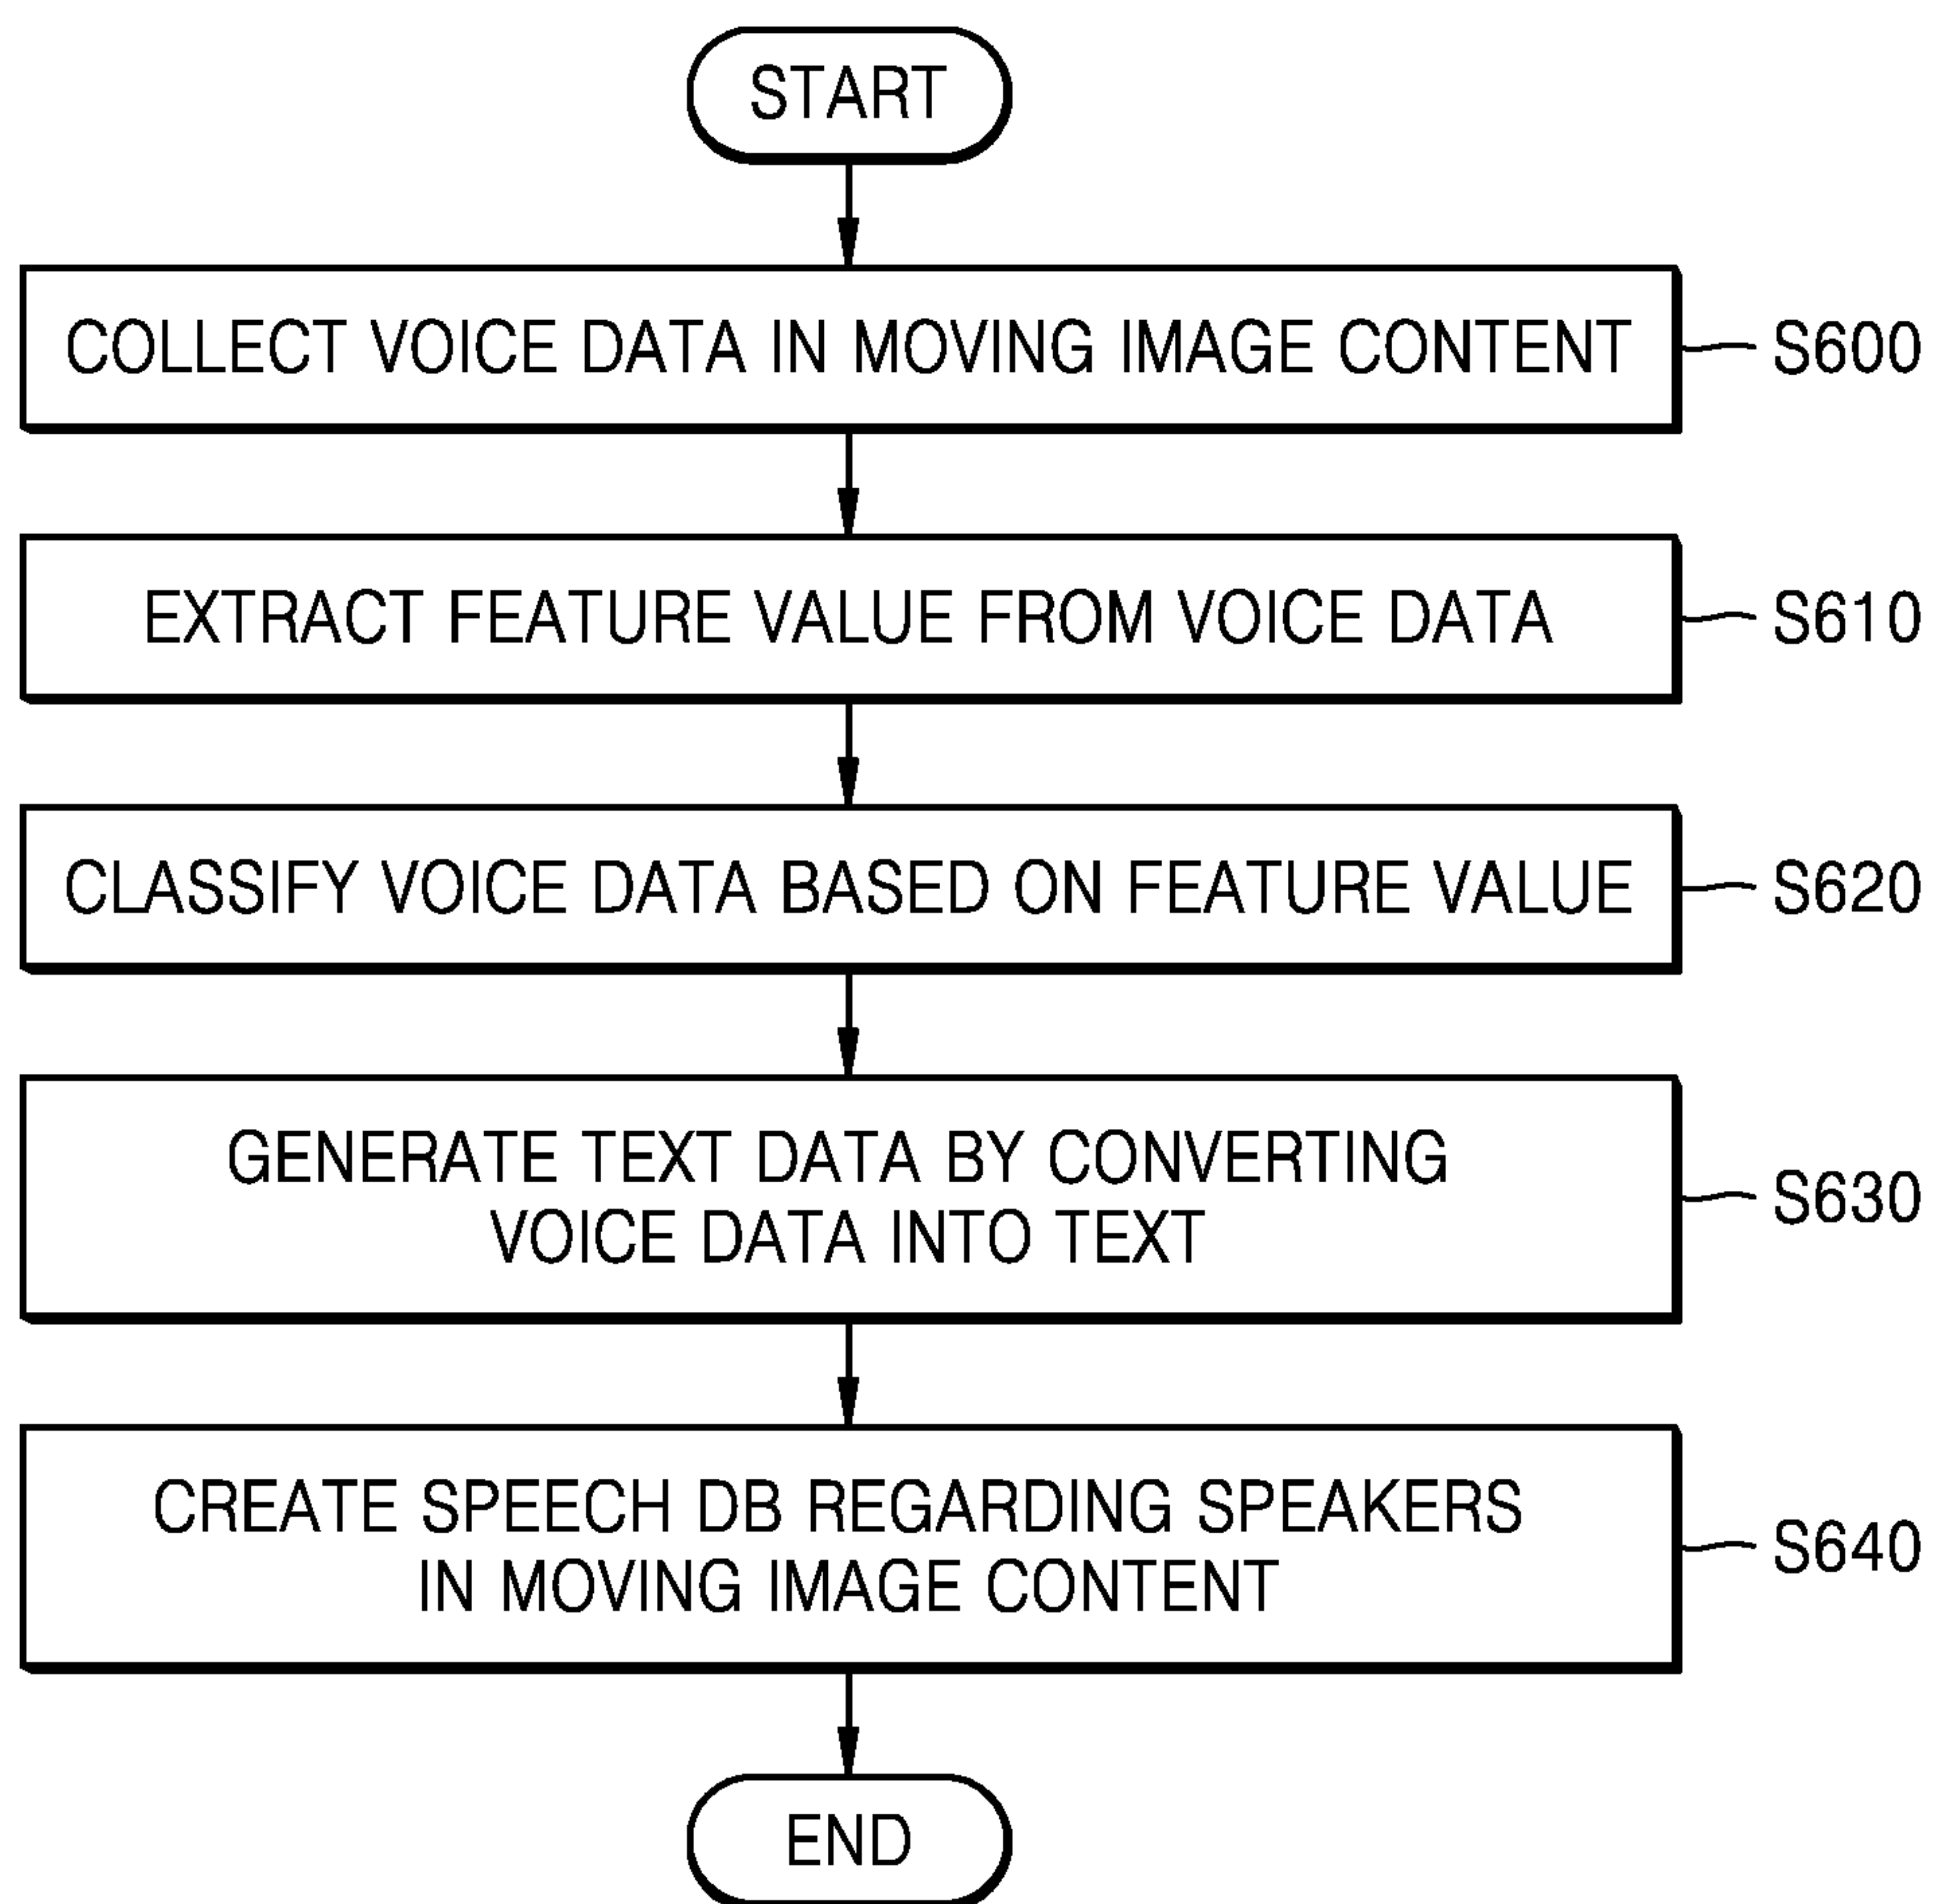 START
COLLECT VOICE DATA IN MOVING IMAGE CONTENT
S600
EXTRACT FEATURE VALUE FROM VOICE DATA
S610
CLASSIFY VOICE DATA BASED ON FEATURE VALUE
S620
GENERATE TEXT DATA BY CONVERTING
VOICE DATA INTO TEXT
S630
CREATE SPEECH DB REGARDING SPEAKERS
IN MOVING IMAGE CONTENT
S640
END